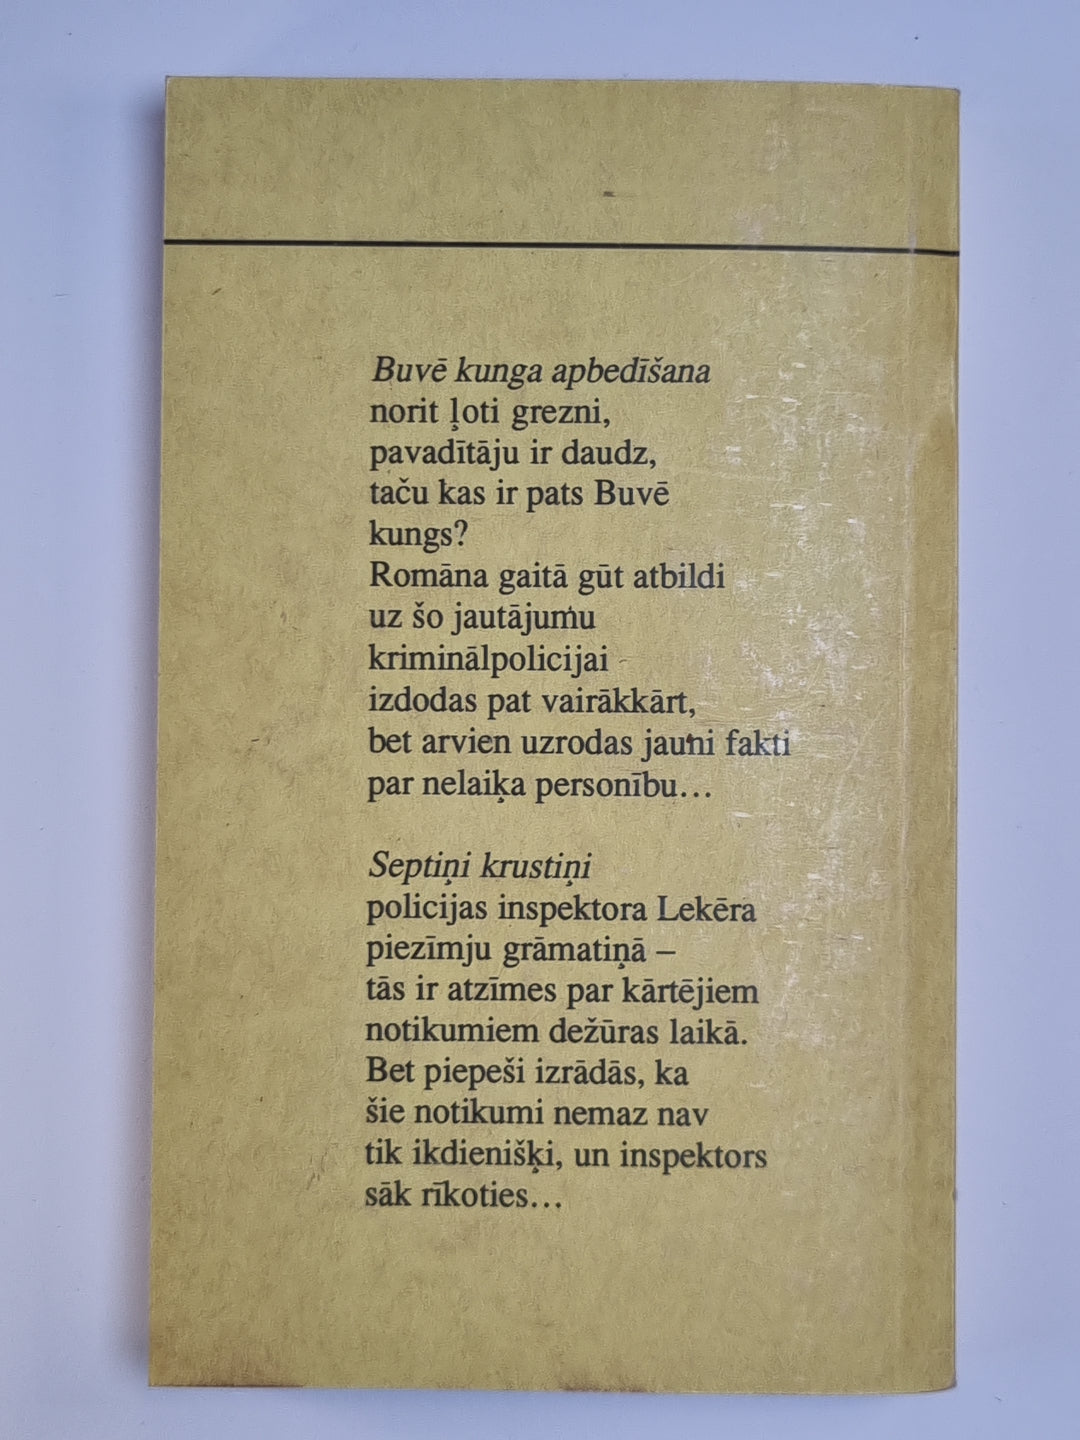 Buvē kunga apbedīšana
norit ļoti grezni,
pavadītāju ir daudz,
taču kas ir pats Buvē
kungs?
Romāna gaitā gūt atbildi
uz šo jautājumu
kriminālpolicijai
izdodas pat vairākkārt,
bet arvien uzrodas jauni fakti
par nelaiķa personību...
Septiņi krustiņi
policijas inspektora Lekēra
piezīmju grāmatiņā –
tās ir atzīmes par kārtējiem
notikumiem dežūras laikā.
Bet piepeši izrādās, ka
šie notikumi nemaz nav
tik ikdienišķi, un inspektors
sāk rīkoties...